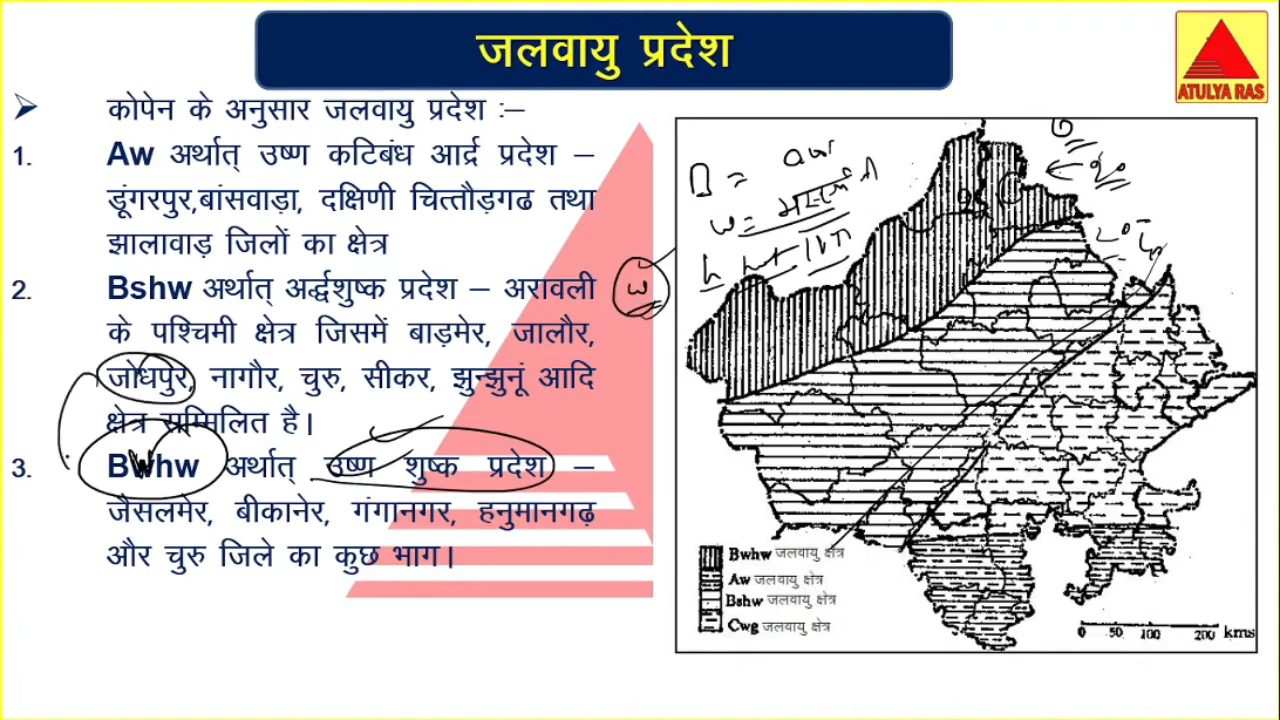 जलवायु प्रदेश
ATULYA RAS
➢ कोपेन के अनुसार जलवायु प्रदेश :–
1. Aw अर्थात् उष्ण कटिबंध आर्द्र प्रदेश –
डूंगरपुर,बांसवाड़ा, दक्षिणी चित्तौड़गढ तथा
झालावाड़ जिलों का क्षेत्र
2. Bshw अर्थात् अर्द्धशुष्क प्रदेश – अरावली
के पश्चिमी क्षेत्र जिसमें बाड़मेर, जालौर,
जोधपुर, नागौर, चुरु, सीकर, झुन्झुनूं आदि
क्षेत्र सम्मिलित है।
3. Bwhw अर्थात् उष्ण शुष्क प्रदेश –
जैसलमेर, बीकानेर, गंगानगर, हनुमानगढ़
और चुरु जिले का कुछ भाग।
B =
w =
h
w
Bwhw जलवायु क्षेत्र
Aw जलवायु क्षेत्र
Bshw जलवायु क्षेत्र
Cwg जलवायु क्षेत्र
0 50 100 200 kms